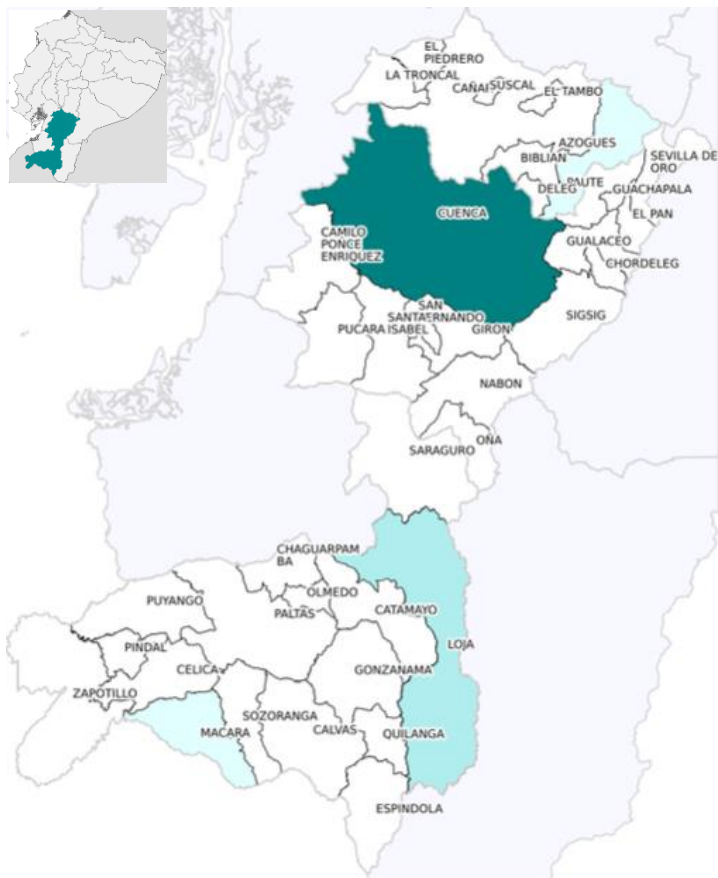 EL
PIEDRERO
LA TRONCAL
CAÑAR
SUSCAL
EL TAMBO
AZOGUES
BIBLIAN
SEVILLA DE
ORO
PAUTE
DELEG
GUACHAPALA
CUENCA
EL PAN
CAMILO
PONCE
ENRIQUEZ
GUALACEO
CHORDELEG
SAN
FERNANDO
SANTA
ISABEL
PUCARA
GIRON
SIGSIG
NABON
OÑA
SARAGURO
CHAGUARPAM
BA
OLMEDO
PUYANGO
PALTAS
CATAMAYO
PINDAL
LOJA
CELICA
GONZANAMA
ZAPOTILLO
SOZORANGA
MACARA
CALVAS
QUILANGA
ESPINDOLA